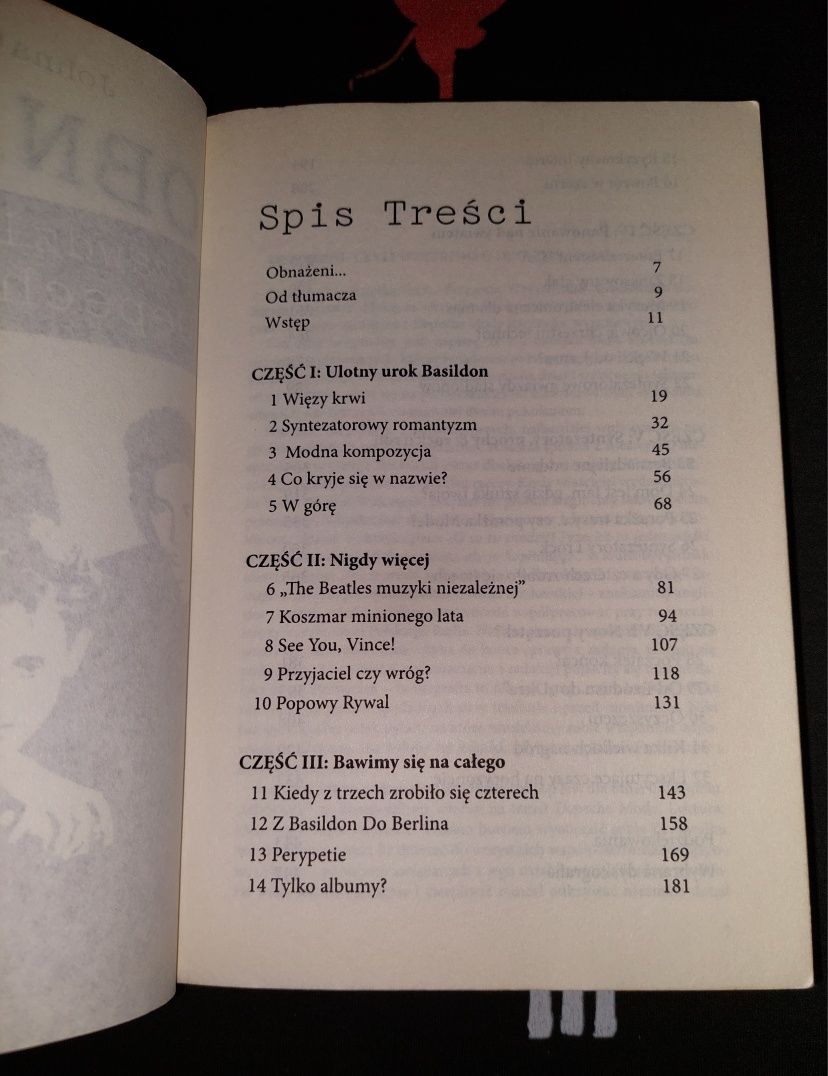 Spis Treści
Obnażeni... 7
Od tłumacza 9
Wstęp 11
CZĘŚĆ I: Ulotny urok Basildon
1 Więzy krwi 19
2 Syntezatorowy romantyzm 32
3 Modna kompozycja 45
4 Co kryje się w nazwie? 56
5 W górę 68
CZĘŚĆ II: Nigdy więcej
6 „The Beatles muzyki niezależnej” 81
7 Koszmar minionego lata 94
8 See You, Vince! 107
9 Przyjaciel czy wróg? 118
10 Popowy Rywal 131
CZĘŚĆ III: Bawimy się na całego
11 Kiedy z trzech zrobiło się czterech 143
12 Z Basildon Do Berlina 158
13 Perypetie 169
14 Tylko albumy? 181